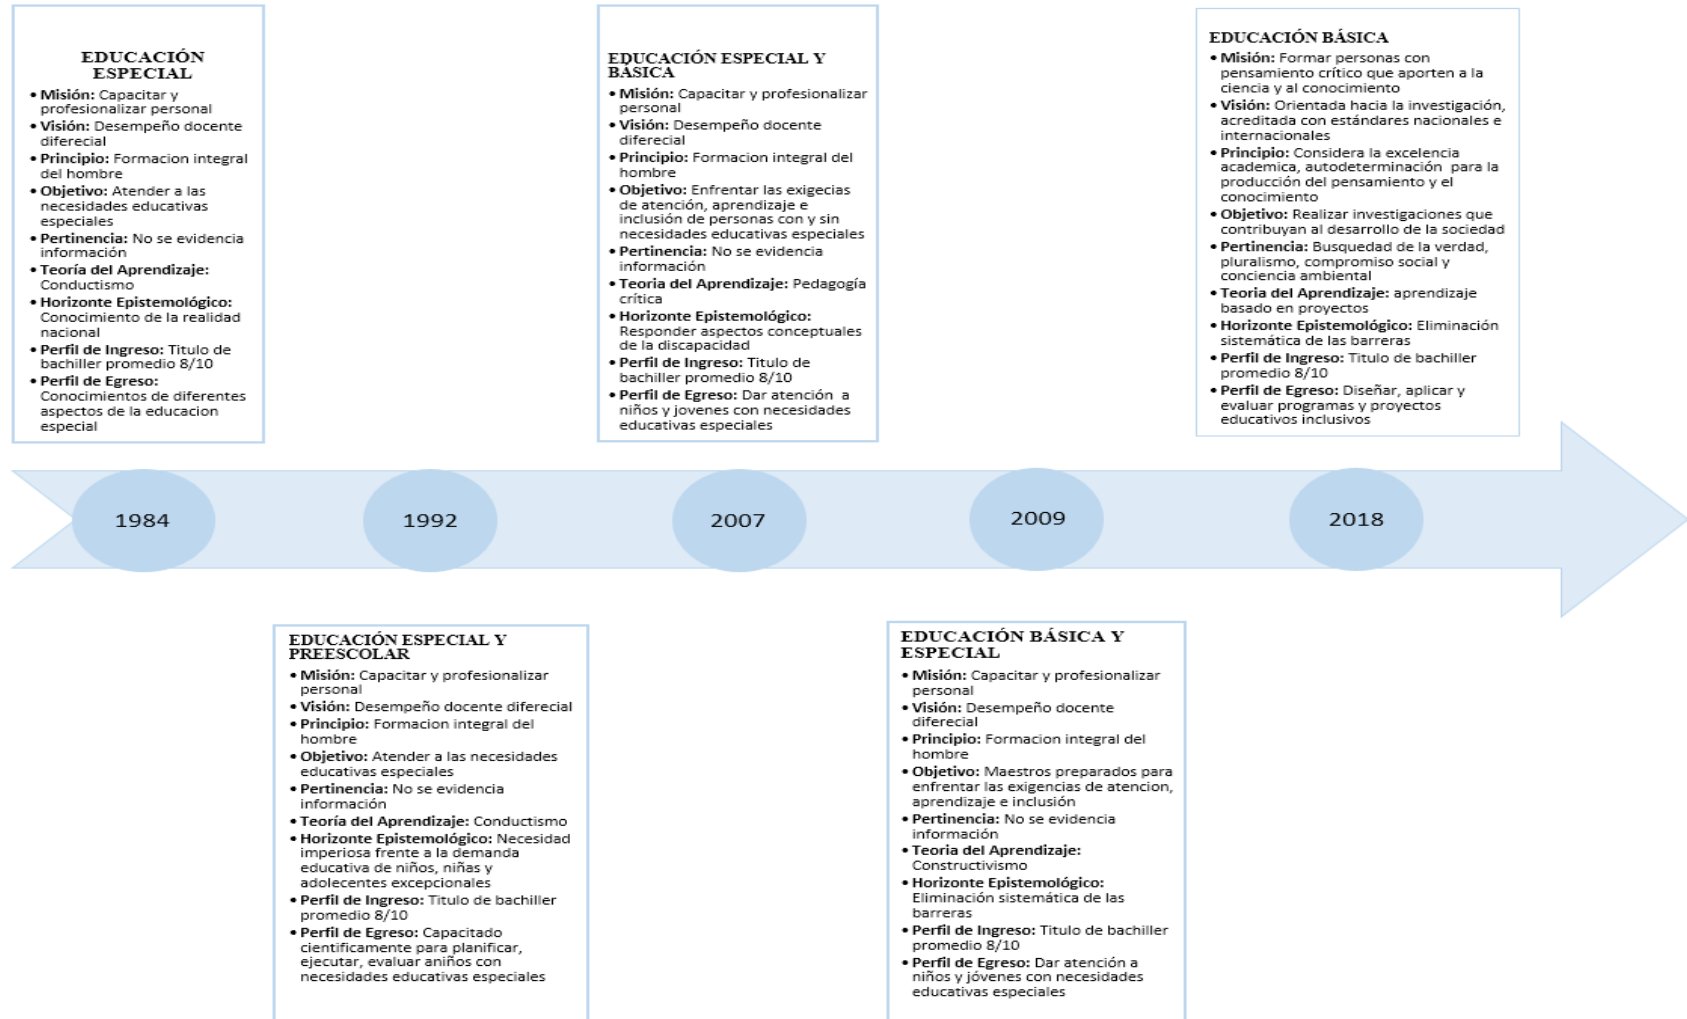 EDUCACIÓN
ESPECIAL
• Misión: Capacitar y
profesionalizar personal
• Visión: Desempeño docente
diferecial
• Principio: Formacion integral
del hombre
• Objetivo: Atender a las
necesidades educativas
especiales
• Pertinencia: No se evidencia
información
• Teoría del Aprendizaje:
Conductismo
• Horizonte Epistemológico:
Conocimiento de la realidad
nacional
• Perfil de Ingreso: Titulo de
bachiller promedio 8/10
• Perfil de Egreso:
Conocimientos de diferentes
aspectos de la educacion
especial
EDUCACIÓN ESPECIAL Y
BÁSICA
• Misión: Capacitar y profesionalizar
personal
• Visión: Desempeño docente
diferecial
• Principio: Formacion integral del
hombre
• Objetivo: Enfrentar las exigecias
de atención, aprendizaje e
inclusión de personas con y sin
necesidades educativas especiales
• Pertinencia: No se evidencia
información
• Teoria del Aprendizaje: Pedagogía
crítica
• Horizonte Epistemológico:
Responder aspectos conceptuales
de la discapacidad
• Perfil de Ingreso: Titulo de
bachiller promedio 8/10
• Perfil de Egreso: Dar atención a
niños y jovenes con necesidades
educativas especiales
EDUCACIÓN BÁSICA
• Misión: Formar personas con
pensamiento crítico que aporten a la
ciencia y al conocimiento
• Visión: Orientada hacia la investigación,
acreditada con estándares nacionales e
internacionales
• Principio: Considera la excelencia
academica, autodeterminación para la
producción del pensamiento y el
conocimiento
• Objetivo: Realizar investigaciones que
contribuyan al desarrollo de la sociedad
• Pertinencia: Busquedad de la verdad,
pluralismo, compromiso social y
conciencia ambiental
• Teoria del Aprendizaje: aprendizaje
basado en proyectos
• Horizonte Epistemológico: Eliminación
sistemática de las barreras
• Perfil de Ingreso: Titulo de bachiller
promedio 8/10
• Perfil de Egreso: Diseñar, aplicar y
evaluar programas y proyectos
educativos inclusivos
1984
1992
2007
2009
2018
EDUCACIÓN ESPECIAL Y
PREESCOLAR
• Misión: Capacitar y profesionalizar
personal
• Visión: Desempeño docente diferecial
• Principio: Formacion integral del
hombre
• Objetivo: Atender a las necesidades
educativas especiales
• Pertinencia: No se evidencia
información
• Teoría del Aprendizaje: Conductismo
• Horizonte Epistemológico: Necesidad
imperiosa frente a la demanda
educativa de niños, niñas y
adolecentes excepcionales
• Perfil de Ingreso: Titulo de bachiller
promedio 8/10
• Perfil de Egreso: Capacitado
cientificamente para planificar,
ejecutar, evaluar aniños con
necesidades educativas especiales
EDUCACIÓN BÁSICA Y
ESPECIAL
• Misión: Capacitar y profesionalizar
personal
• Visión: Desempeño docente
diferecial
• Principio: Formacion integral del
hombre
• Objetivo: Maestros preparados para
enfrentar las exigencias de atencion,
aprendizaje e inclusión
• Pertinencia: No se evidencia
información
• Teoria del Aprendizaje:
Constructivismo
• Horizonte Epistemológico:
Eliminación sistemática de las
barreras
• Perfil de Ingreso: Titulo de bachiller
promedio 8/10
• Perfil de Egreso: Dar atención a
niños y jóvenes con necesidades
educativas especiales